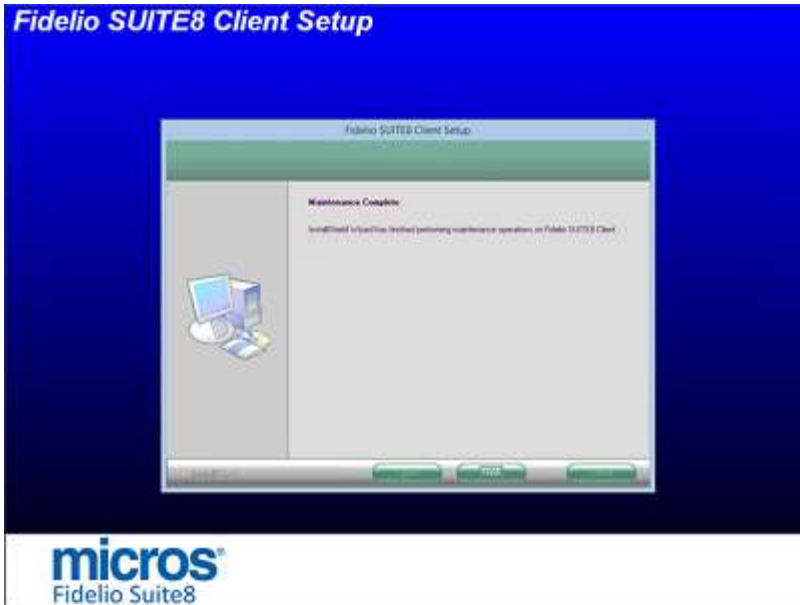 Fidelio SUITE8 Client Setup
Fidelio SUITE8 Client Setup
Maintenance Complete
InstallShield Wizard has finished performing maintenance operations on Fidelio SUITE8 Client.
micros®
Fidelio Suite8